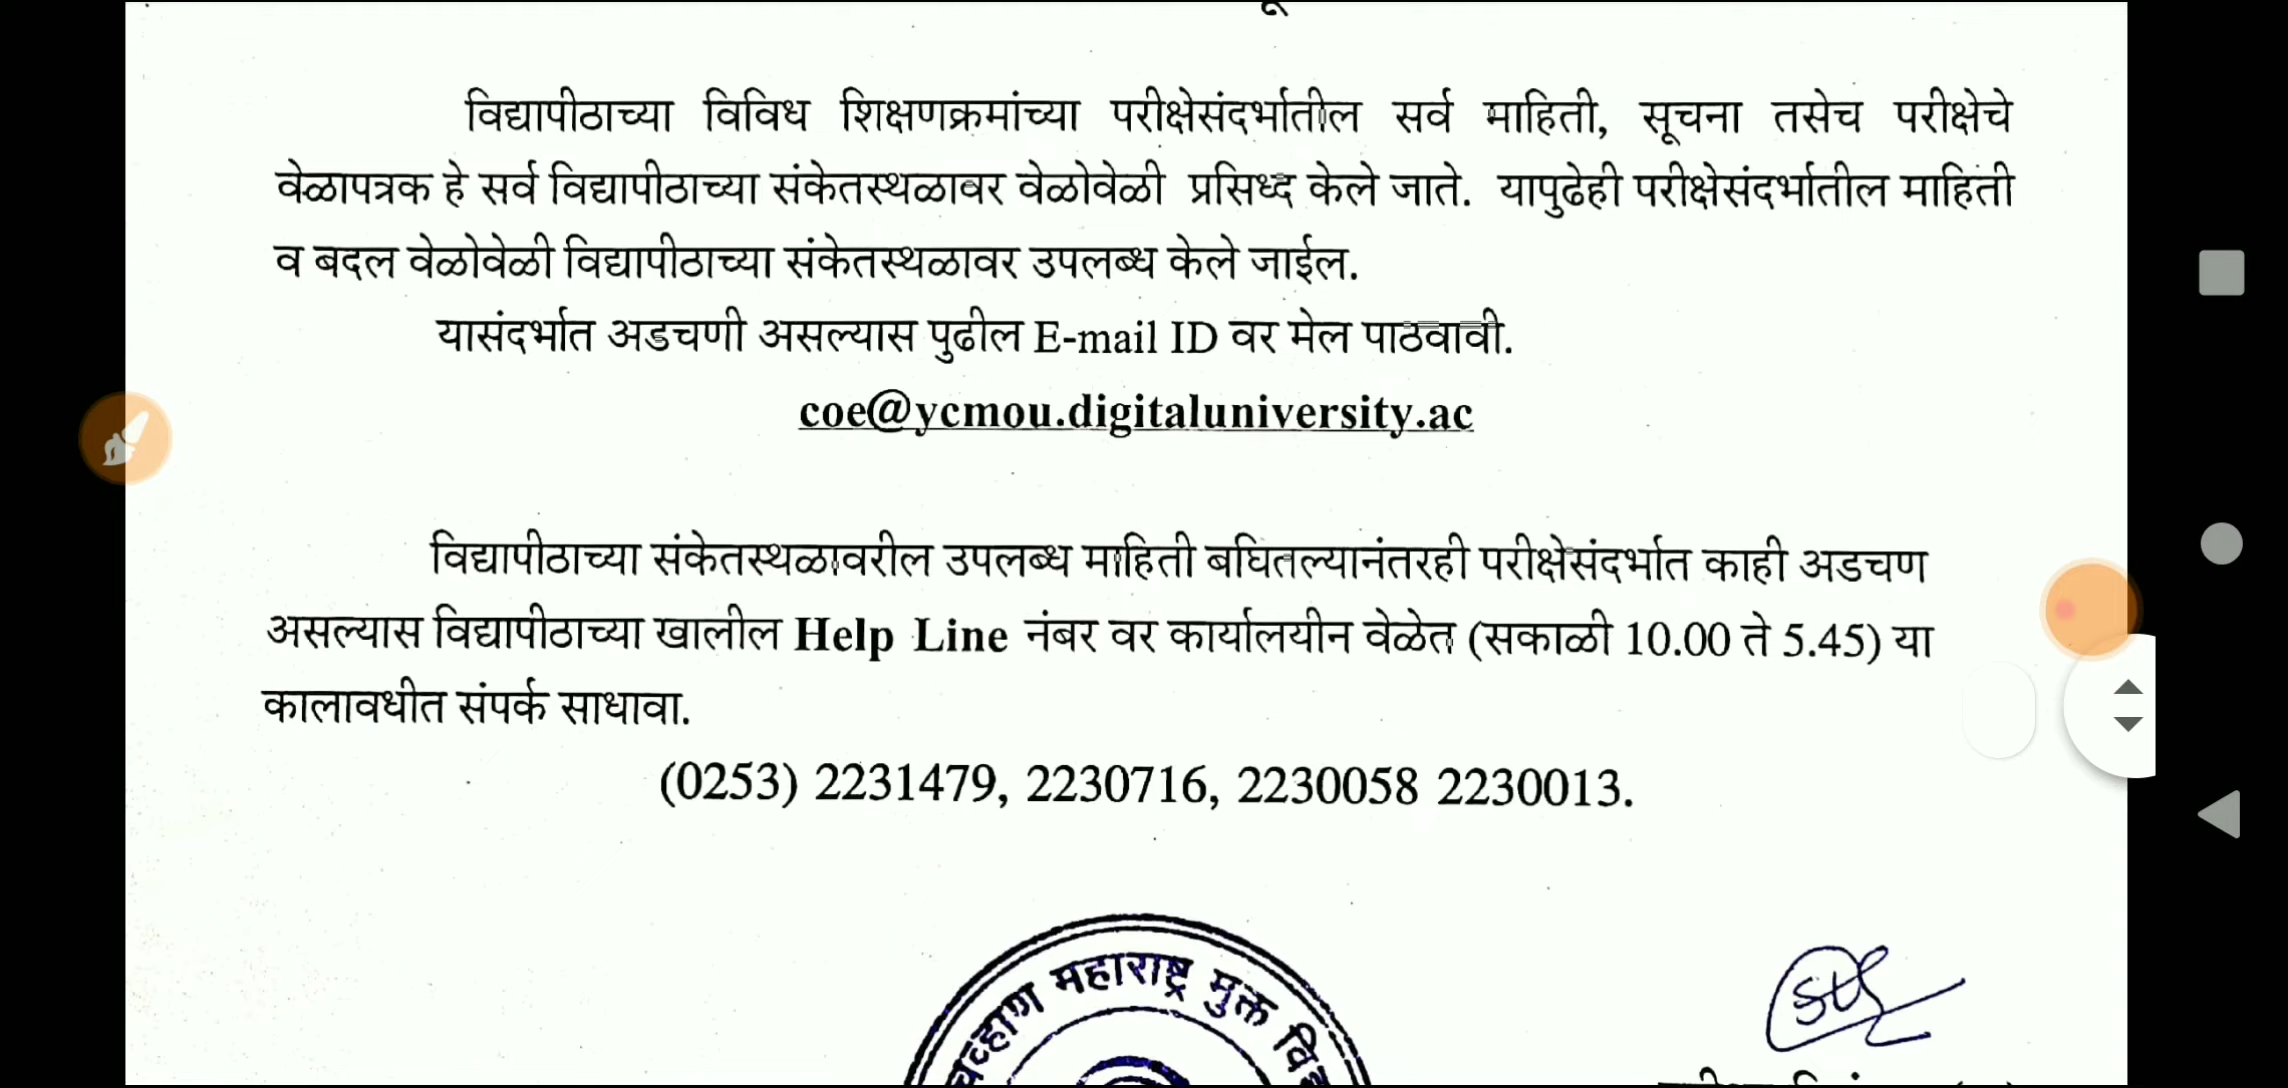 विद्यापीठाच्या विविध शिक्षणक्रमांच्या परीक्षेसंदर्भातील सर्व माहिती, सूचना तसेच परीक्षेचे
वेळापत्रक हे सर्व विद्यापीठाच्या संकेतस्थळावर वेळोवेळी प्रसिध्द केले जाते. यापुढेही परीक्षेसंदर्भातील माहिती
व बदल वेळोवेळी विद्यापीठाच्या संकेतस्थळावर उपलब्ध केले जाईल.
यासंदर्भात अडचणी असल्यास पुढील E-mail ID वर मेल पाठवावी.
coe@ycmou.digitaluniversity.ac
विद्यापीठाच्या संकेतस्थळावरील उपलब्ध माहिती बघितल्यानंतरही परीक्षेसंदर्भात काही अडचण
असल्यास विद्यापीठाच्या खालील Help Line नंबर वर कार्यालयीन वेळेत (सकाळी 10.00 ते 5.45) या
कालावधीत संपर्क साधावा.
(0253) 2231479, 2230716, 2230058 2230013.
महाराष्ट्र मुक्त